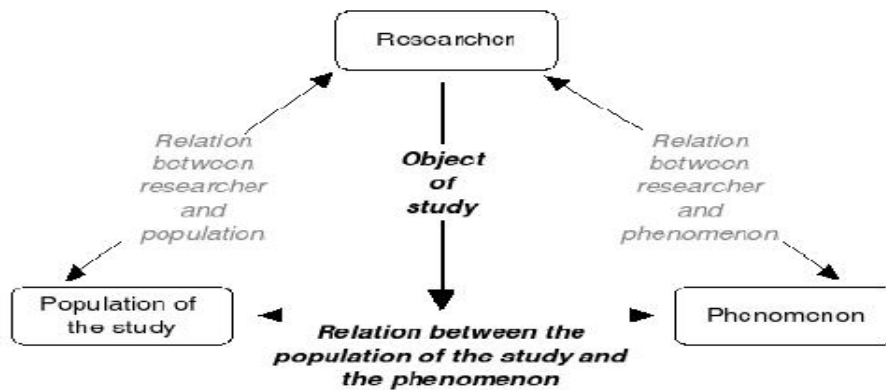 Researcher
Relation
between
researcher
and
population
Object
of
study
Relation
between
researcher
and
phenomenon
Population of
the study
Relation between the
population of the study and
the phenomenon
Phenomenon